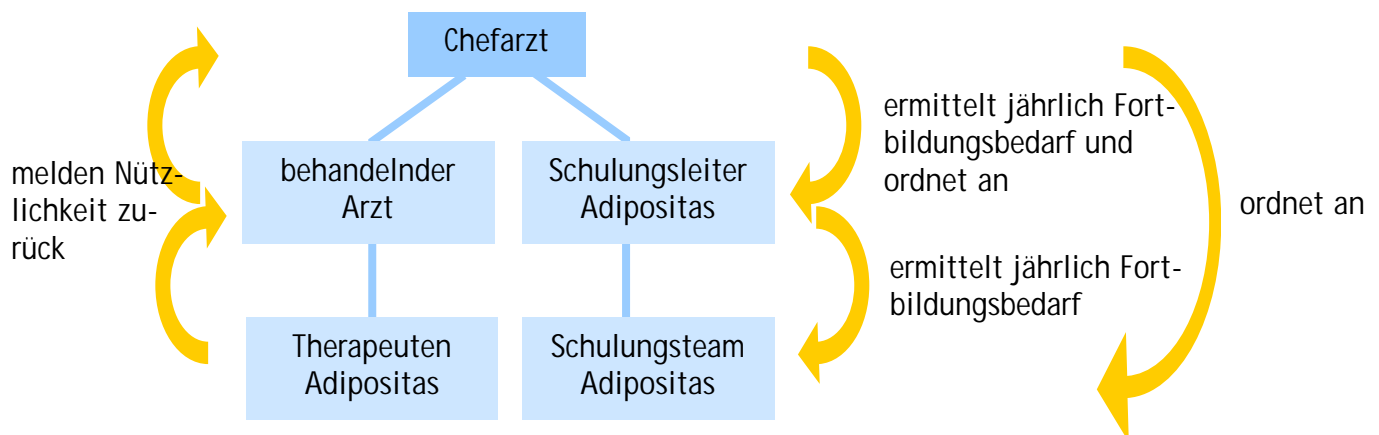 Chefarzt
ermittelt jährlich Fort-
bildungsbedarf und
ordnet an
behandelnder
Arzt
Schulungsleiter
Adipositas
melden Nütz-
lichkeit zu-
rück
ordnet an
ermittelt jährlich Fort-
bildungsbedarf
Therapeuten
Adipositas
Schulungsteam
Adipositas